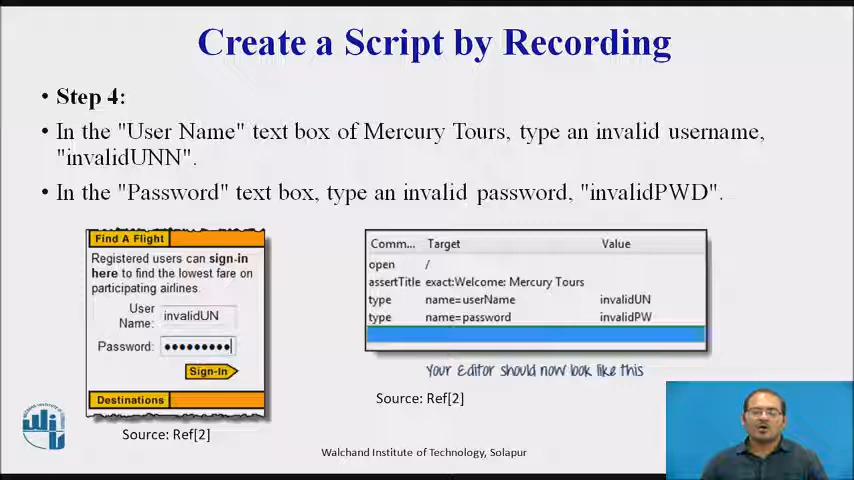 Create a Script by Recording
• Step 4:
• In the "User Name" text box of Mercury Tours, type an invalid username,
"invalidUNN".
• In the "Password" text box, type an invalid password, "invalidPWD".
Find A Flight
Registered users can sign-in
here to find the lowest fare on
participating airlines.
User
Name: invalidUN
Password: •••••••••
Sign-In
Destinations
Source: Ref[2]
Comm... Target Value
open /
assertTitle exact:Welcome: Mercury Tours
type name=userName invalidUN
type name=password invalidPW
Your Editor should now look like this
Source: Ref[2]
Walchand Institute of Technology, Solapur